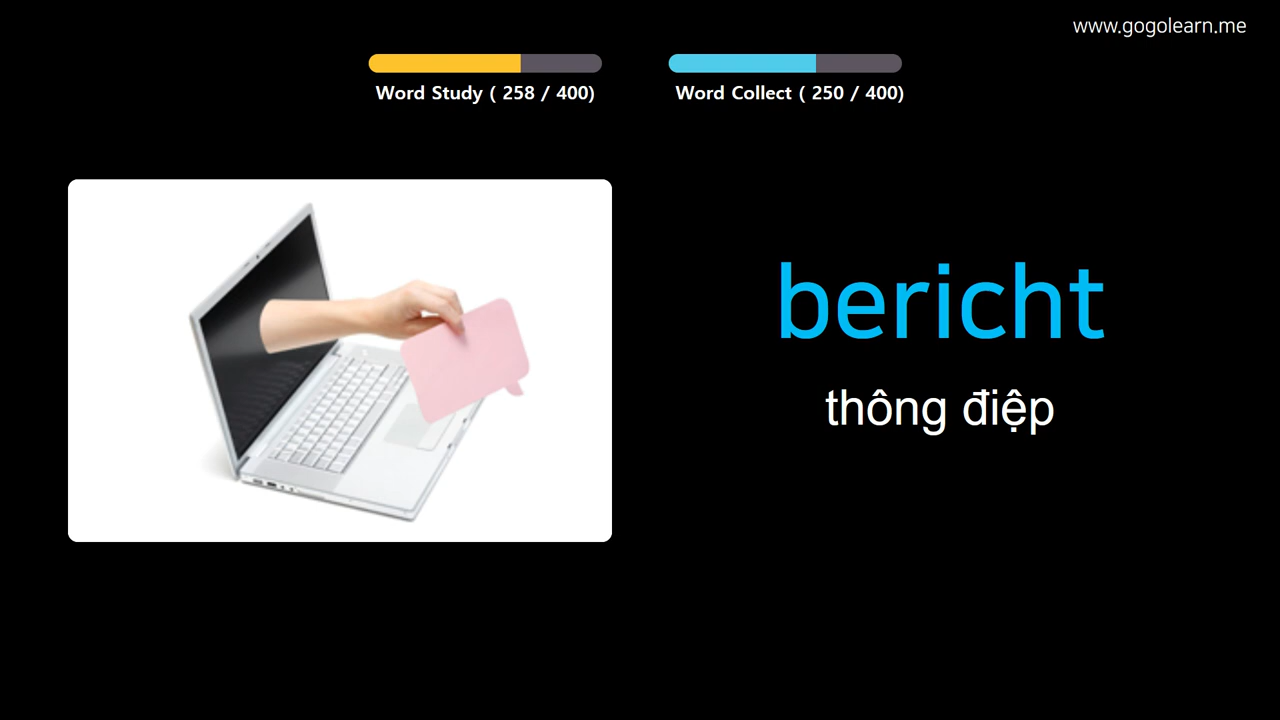 www.gogolearn.me
Word Study ( 258 / 400)
Word Collect ( 250 / 400)
bericht
thông điệp